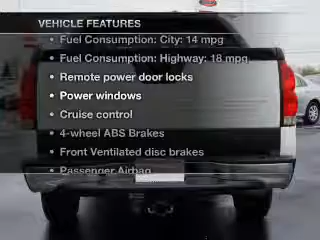 VEHICLE FEATURES
• Fuel Consumption: City: 14 mpg
• Fuel Consumption: Highway: 18 mpg
• Remote power door locks
• Power windows
• Cruise control
• 4-wheel ABS Brakes
• Front Ventilated disc brakes
• Passenger Airbag